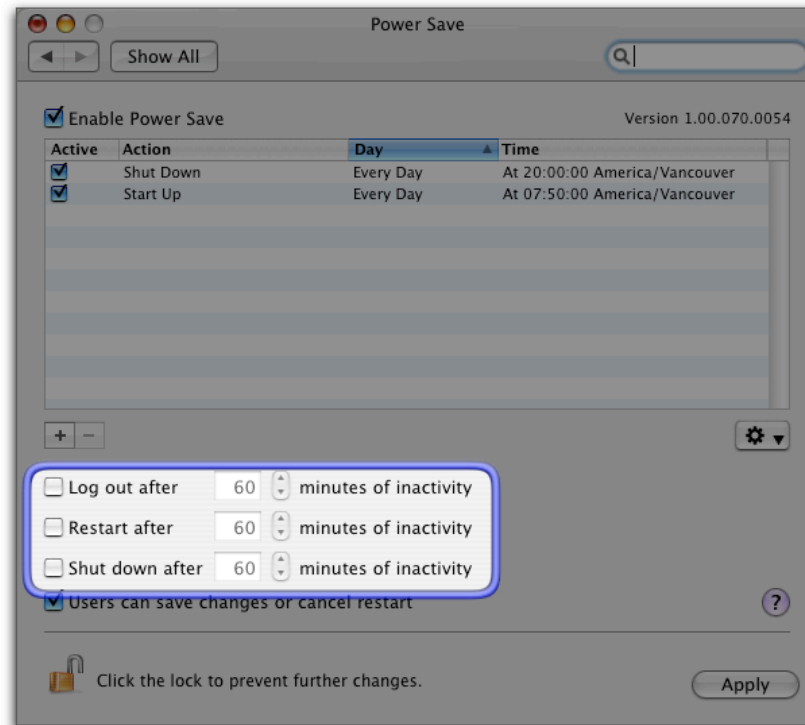 Power Save
Show All
Enable Power Save Version 1.00.070.0054
Active Action Day Time
Shut Down Every Day At 20:00:00 America/Vancouver
Start Up Every Day At 07:50:00 America/Vancouver
+ −
Log out after 60 minutes of inactivity
Restart after 60 minutes of inactivity
Shut down after 60 minutes of inactivity
Users can save changes or cancel restart ?
Click the lock to prevent further changes. Apply